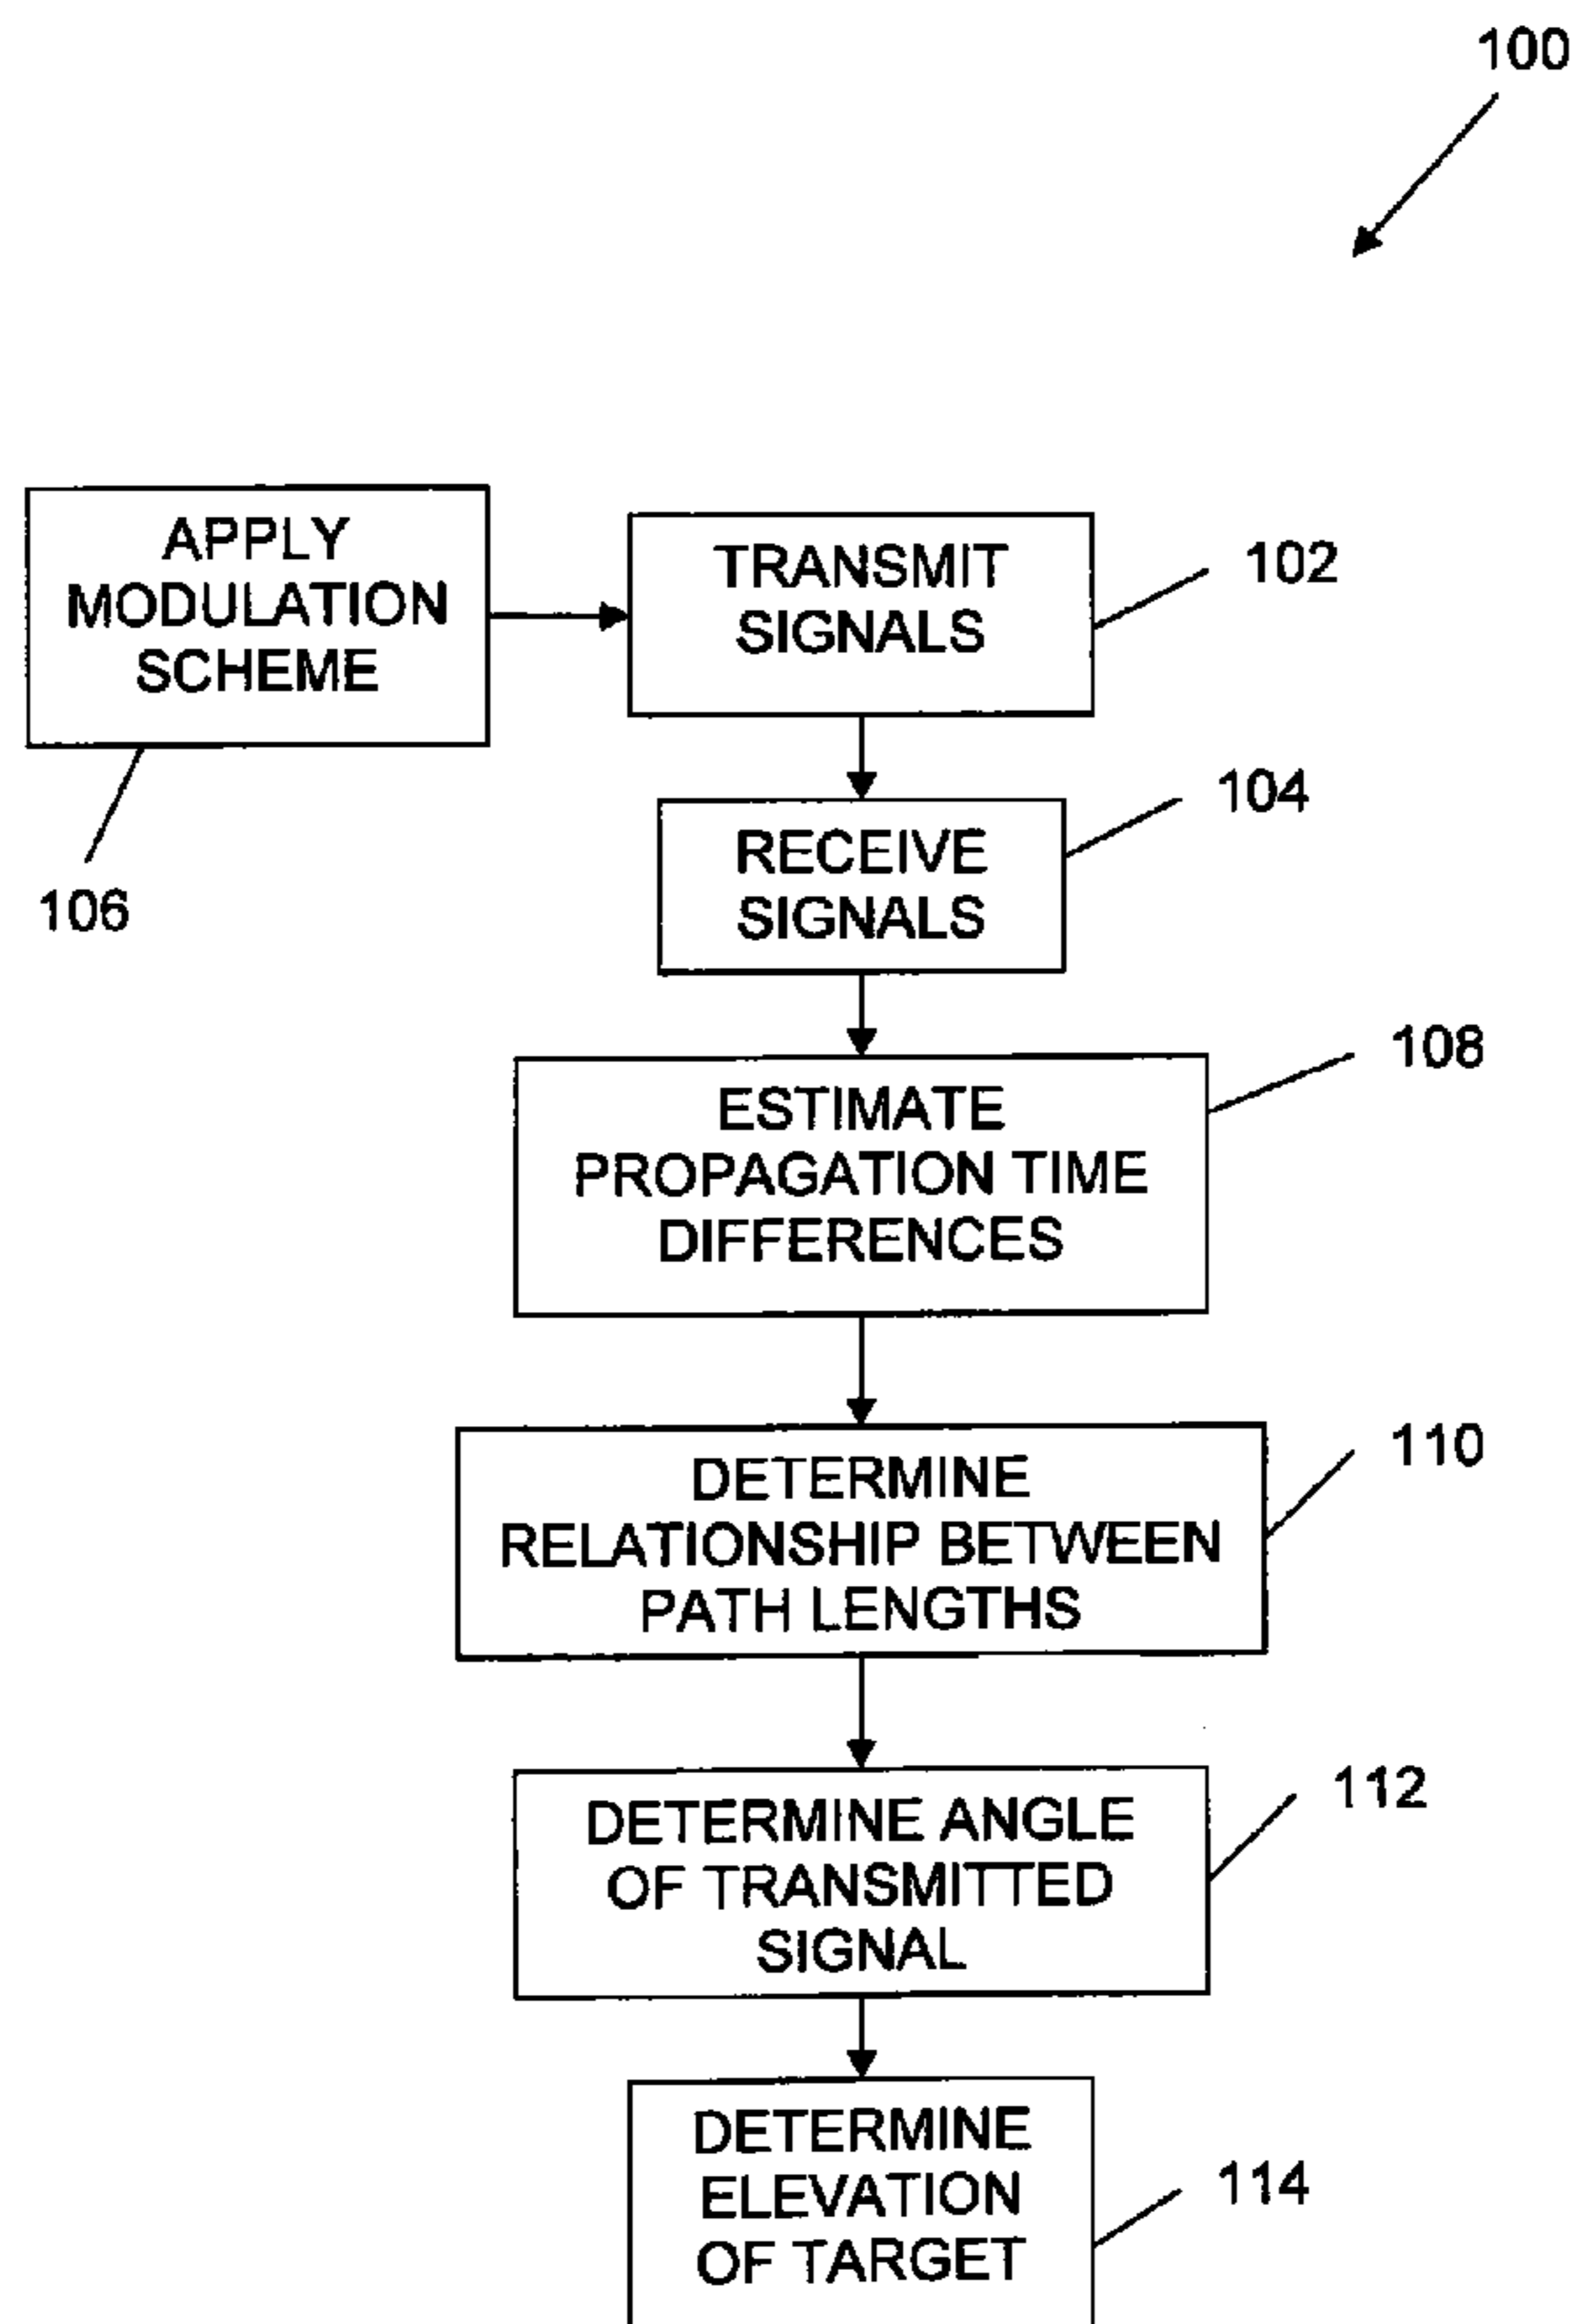 100
APPLY
MODULATION
SCHEME
106
TRANSMIT
SIGNALS
102
RECEIVE
SIGNALS
104
ESTIMATE
PROPAGATION TIME
DIFFERENCES
108
DETERMINE
RELATIONSHIP BETWEEN
PATH LENGTHS
110
DETERMINE ANGLE
OF TRANSMITTED
SIGNAL
112
DETERMINE
ELEVATION
OF TARGET
114